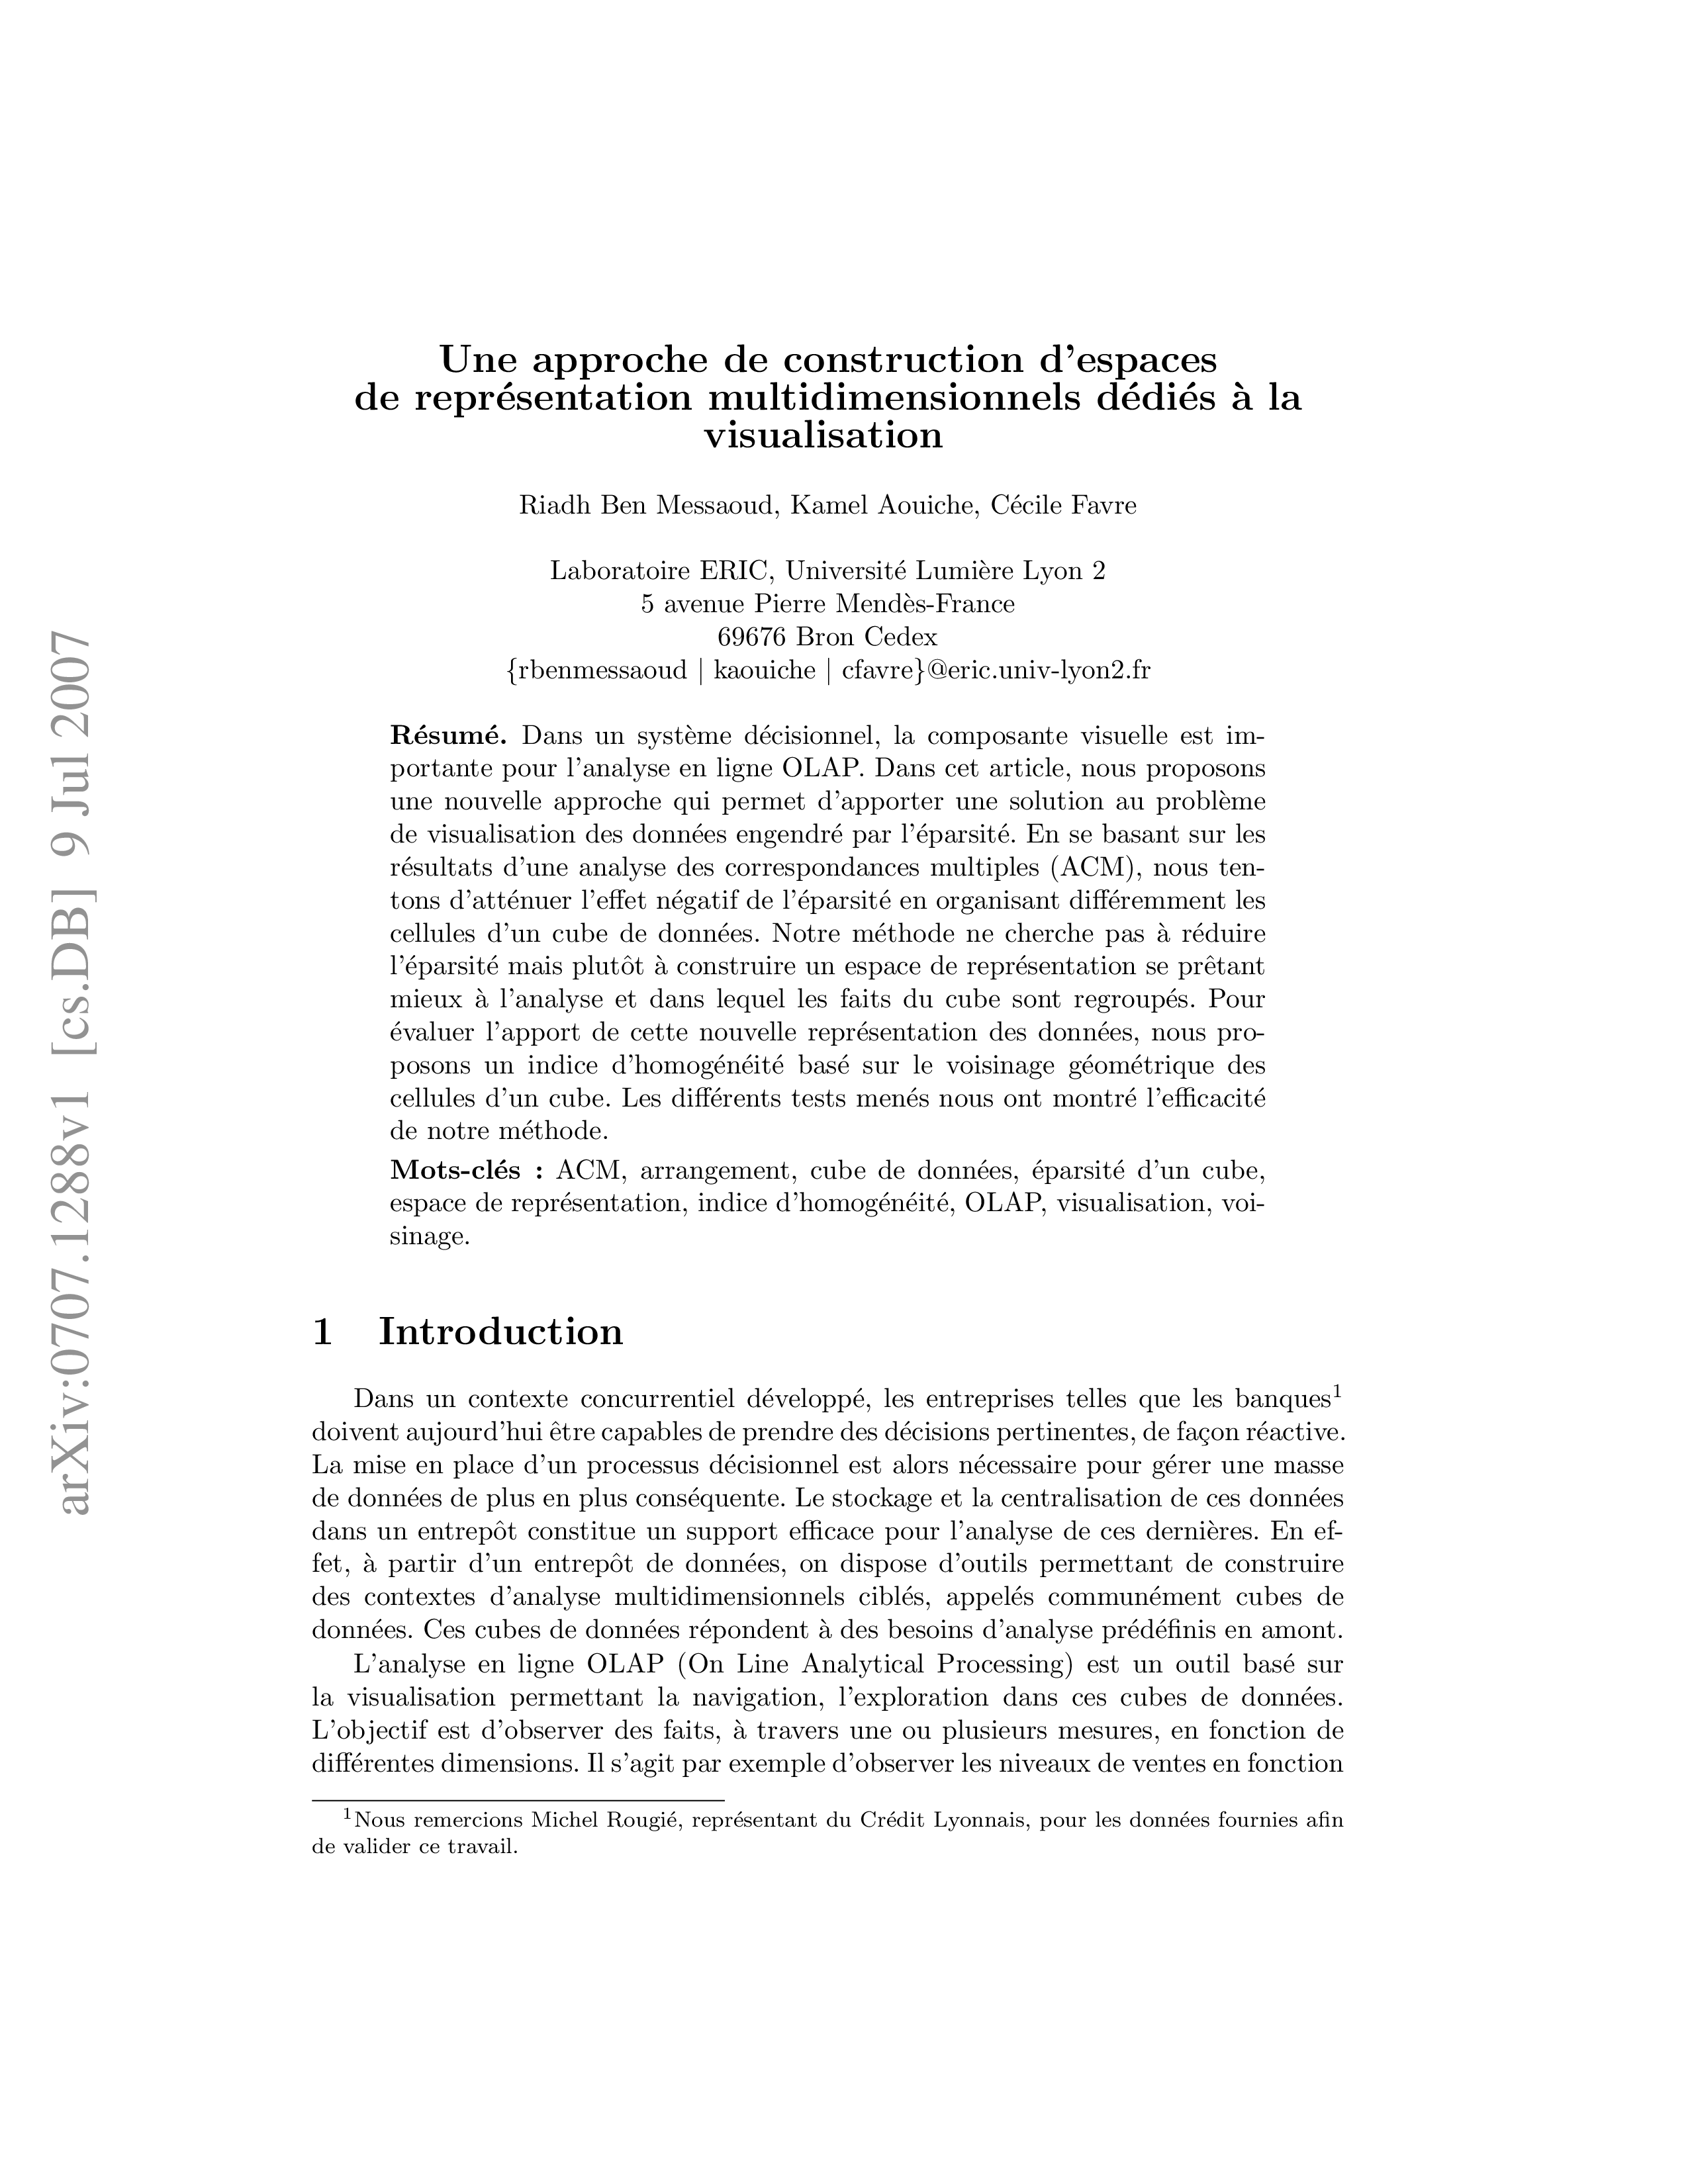 arXiv:0707.1288v1 [cs.DB] 9 Jul 2007
Une approche de construction d'espaces
de représentation multidimensionnels dédiés à la
visualisation
Riadh Ben Messaoud, Kamel Aouiche, Cécile Favre
Laboratoire ERIC, Université Lumière Lyon 2
5 avenue Pierre Mendès-France
69676 Bron Cedex
{rbenmessaoud | kaouiche | cfavre}@eric.univ-lyon2.fr
Résumé. Dans un système décisionnel, la composante visuelle est im-
portante pour l'analyse en ligne OLAP. Dans cet article, nous proposons
une nouvelle approche qui permet d'apporter une solution au problème
de visualisation des données engendré par l'éparsité. En se basant sur les
résultats d'une analyse des correspondances multiples (ACM), nous ten-
tons d'atténuer l'effet négatif de l'éparsité en organisant différemment les
cellules d'un cube de données. Notre méthode ne cherche pas à réduire
l'éparsité mais plutôt à construire un espace de représentation se prêtant
mieux à l'analyse et dans lequel les faits du cube sont regroupés. Pour
évaluer l'apport de cette nouvelle représentation des données, nous pro-
posons un indice d'homogénéité basé sur le voisinage géométrique des
cellules d'un cube. Les différents tests menés nous ont montré l'efficacité
de notre méthode.
Mots-clés : ACM, arrangement, cube de données, éparsité d'un cube,
espace de représentation, indice d'homogénéité, OLAP, visualisation, voi-
sinage.
1 Introduction
Dans un contexte concurrentiel développé, les entreprises telles que les banques¹
doivent aujourd'hui être capables de prendre des décisions pertinentes, de façon réactive.
La mise en place d'un processus décisionnel est alors nécessaire pour gérer une masse
de données de plus en plus conséquente. Le stockage et la centralisation de ces données
dans un entrepôt constitue un support efficace pour l'analyse de ces dernières. En ef-
fet, à partir d'un entrepôt de données, on dispose d'outils permettant de construire
des contextes d'analyse multidimensionnels ciblés, appelés communément cubes de
données. Ces cubes de données répondent à des besoins d'analyse prédéfinis en amont.
L'analyse en ligne OLAP (On Line Analytical Processing) est un outil basé sur
la visualisation permettant la navigation, l'exploration dans ces cubes de données.
L'objectif est d'observer des faits, à travers une ou plusieurs mesures, en fonction de
différentes dimensions. Il s'agit par exemple d'observer les niveaux de ventes en fonction
¹Nous remercions Michel Rougié, représentant du Crédit Lyonnais, pour les données fournies afin
de valider ce travail.